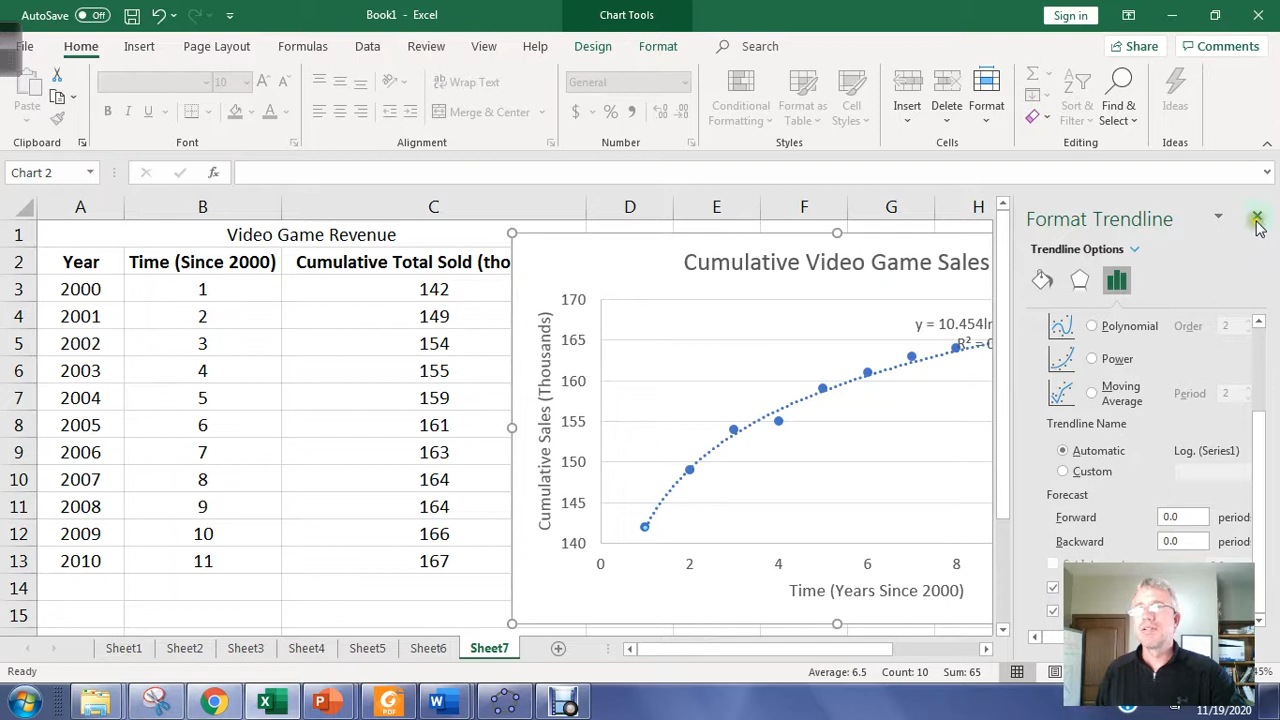 AutoSave Off Book1 - Excel Chart Tools Sign in
File Home Insert Page Layout Formulas Data Review View Help Design Format Search Share Comments
Paste
10
Wrap Text
Merge & Center
General
Conditional Formatting
Format as Table
Cell Styles
Insert Delete Format
Sort & Filter
Find & Select
Ideas
Clipboard Font Alignment Number Styles Cells Editing Ideas
Chart 2
A B C D E F G H
1 Video Game Revenue
2 Year Time (Since 2000) Cumulative Total Sold (tho
3 2000 1 142
4 2001 2 149
5 2002 3 154
6 2003 4 155
7 2004 5 159
8 2005 6 161
9 2006 7 163
10 2007 8 164
11 2008 9 164
12 2009 10 166
13 2010 11 167
14
15
Cumulative Video Game Sales
y = 10.454ln
R² = 0
Cumulative Sales (Thousands)
170
165
160
155
150
145
140
0 2 4 6 8
Time (Years Since 2000)
Format Trendline
Trendline Options
Polynomial Order 2
Power
Moving Average Period 2
Trendline Name
Automatic Log. (Series1)
Custom
Forecast
Forward 0.0 period
Backward 0.0 period
Sheet1 Sheet2 Sheet3 Sheet4 Sheet5 Sheet6 Sheet7
Ready Average: 6.5 Count: 10 Sum: 65 45%
11/19/2020